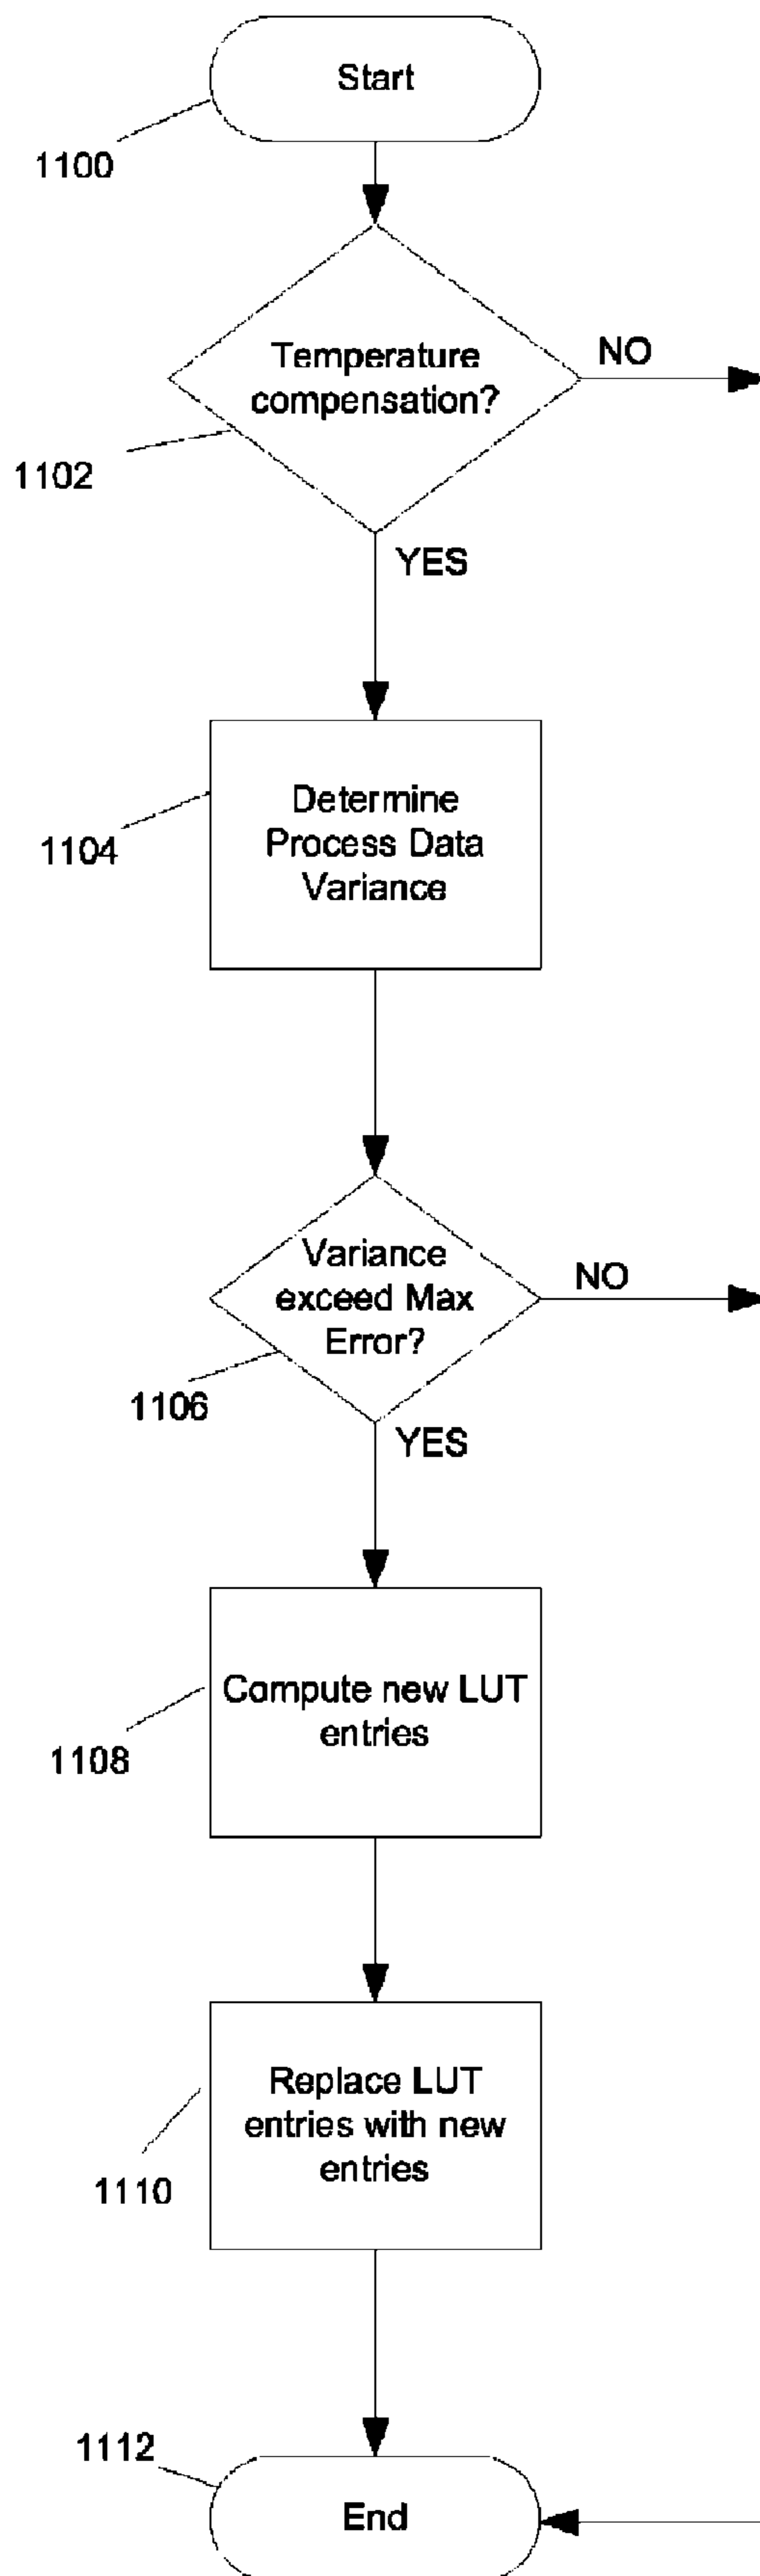 Start
1100
Temperature
compensation?
NO
1102
YES
Determine
Process Data
Variance
1104
Variance
exceed Max
Error?
NO
1106
YES
Compute new LUT
entries
1108
Replace LUT
entries with new
entries
1110
1112
End